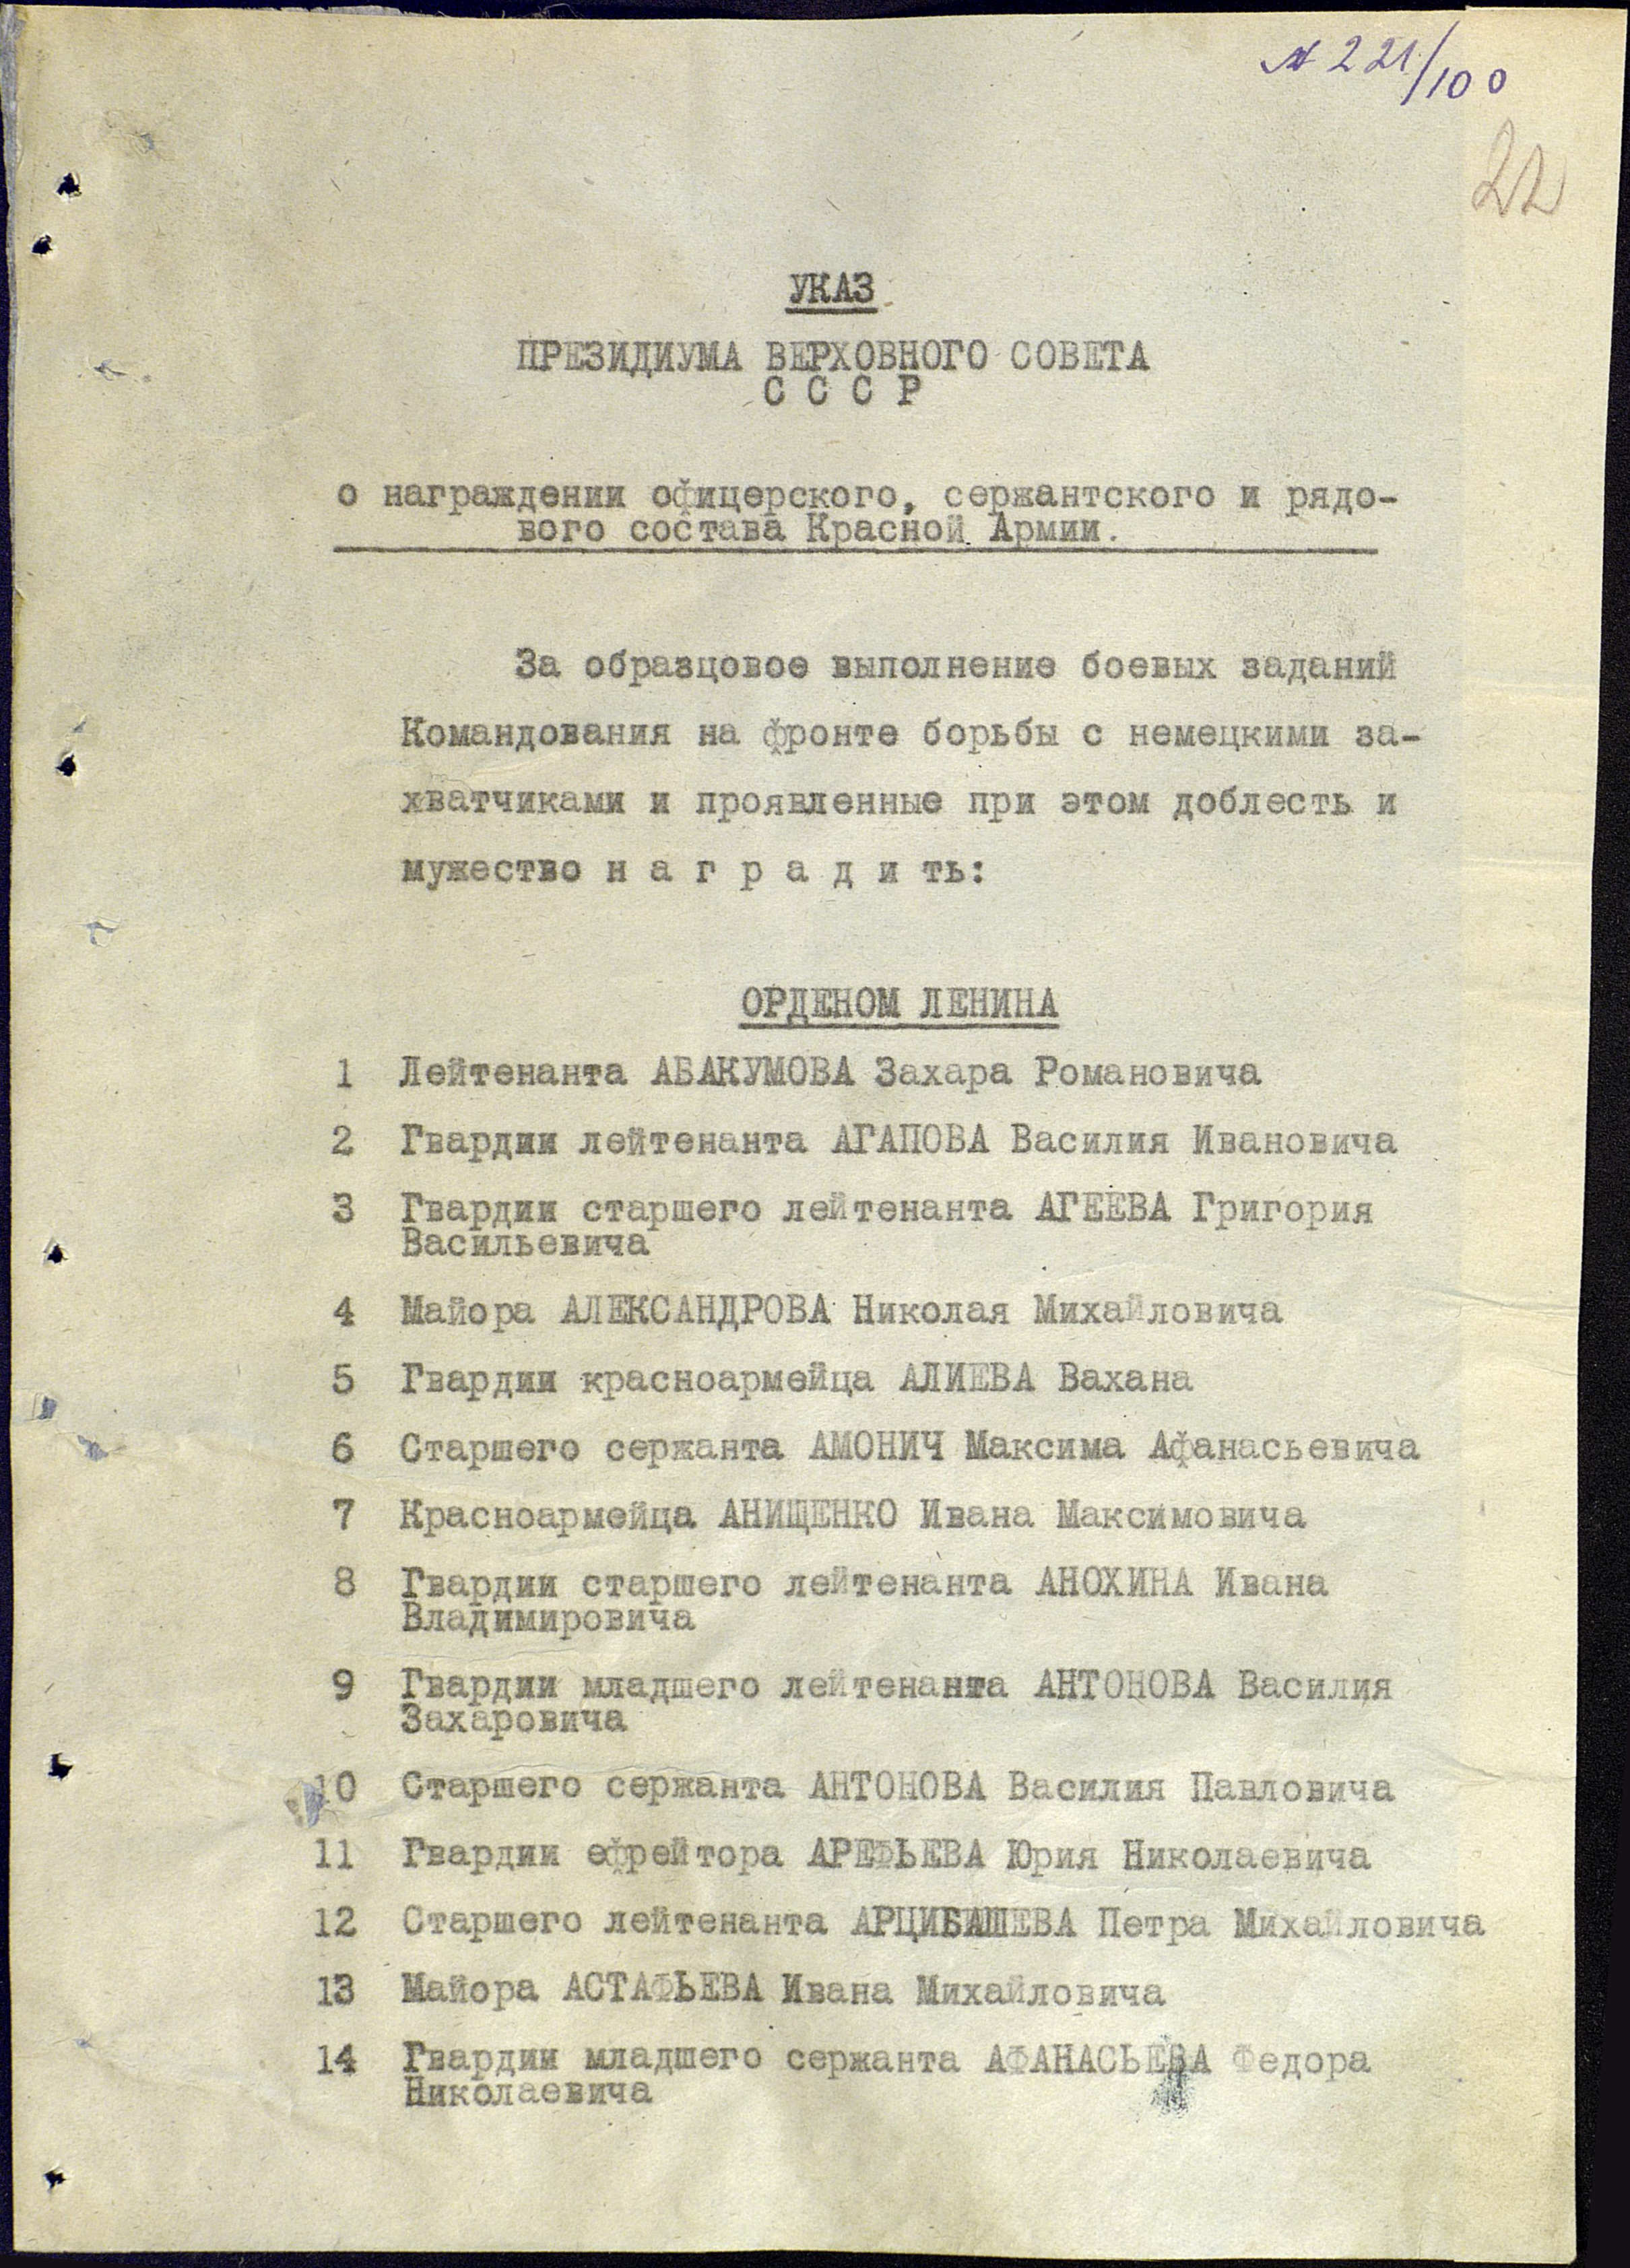 № 221/100
22
УКАЗ
ПРЕЗИДИУМА ВЕРХОВНОГО СОВЕТА
С С С Р
о награждении офицерского, сержантского и рядо-
вого состава Красной Армии.
За образцовое выполнение боевых заданий
Командования на фронте борьбы с немецкими за-
хватчиками и проявленные при этом доблесть и
мужество н а г р а д и ть:
ОРДЕНОМ ЛЕНИНА
1 Лейтенанта АБАКУМОВА Захара Романовича
2 Гвардии лейтенанта АГАПОВА Василия Ивановича
3 Гвардии старшего лейтенанта АГЕЕВА Григория
Васильевича
4 Майора АЛЕКСАНДРОВА Николая Михайловича
5 Гвардии красноармейца АЛИЕВА Вахана
6 Старшего сержанта АМОНИЧ Максима Афанасьевича
7 Красноармейца АНИЩЕНКО Ивана Максимовича
8 Гвардии старшего лейтенанта АНОХИНА Ивана
Владимировича
9 Гвардии младшего лейтенанта АНТОНОВА Василия
Захаровича
10 Старшего сержанта АНТОНОВА Василия Павловича
11 Гвардии ефрейтора АРЕФЬЕВА Юрия Николаевича
12 Старшего лейтенанта АРЦИБАШЕВА Петра Михайловича
13 Майора АСТАФЬЕВА Ивана Михайловича
14 Гвардии младшего сержанта АФАНАСЬЕВА Федора
Николаевича